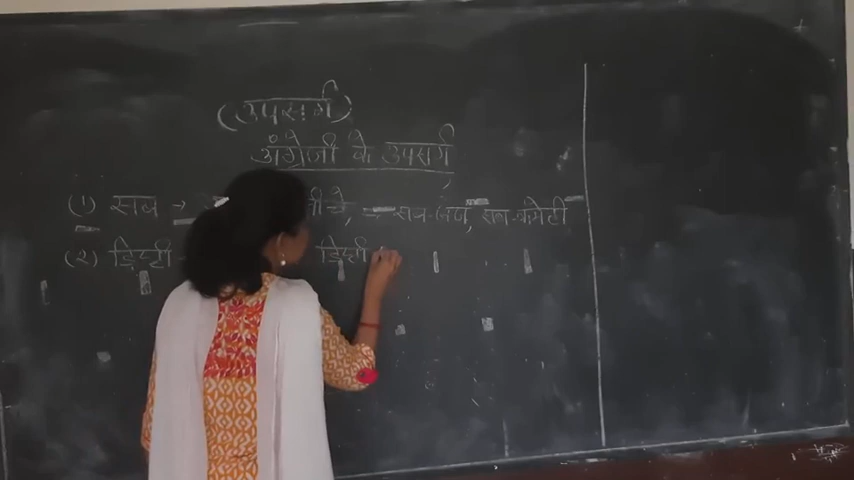 (उपसर्ग)
अंग्रेजी के उपसर्ग
(१) सब → नीचे, सब-जज, सब-कमेटी
(२) डिप्टी डिप्टी